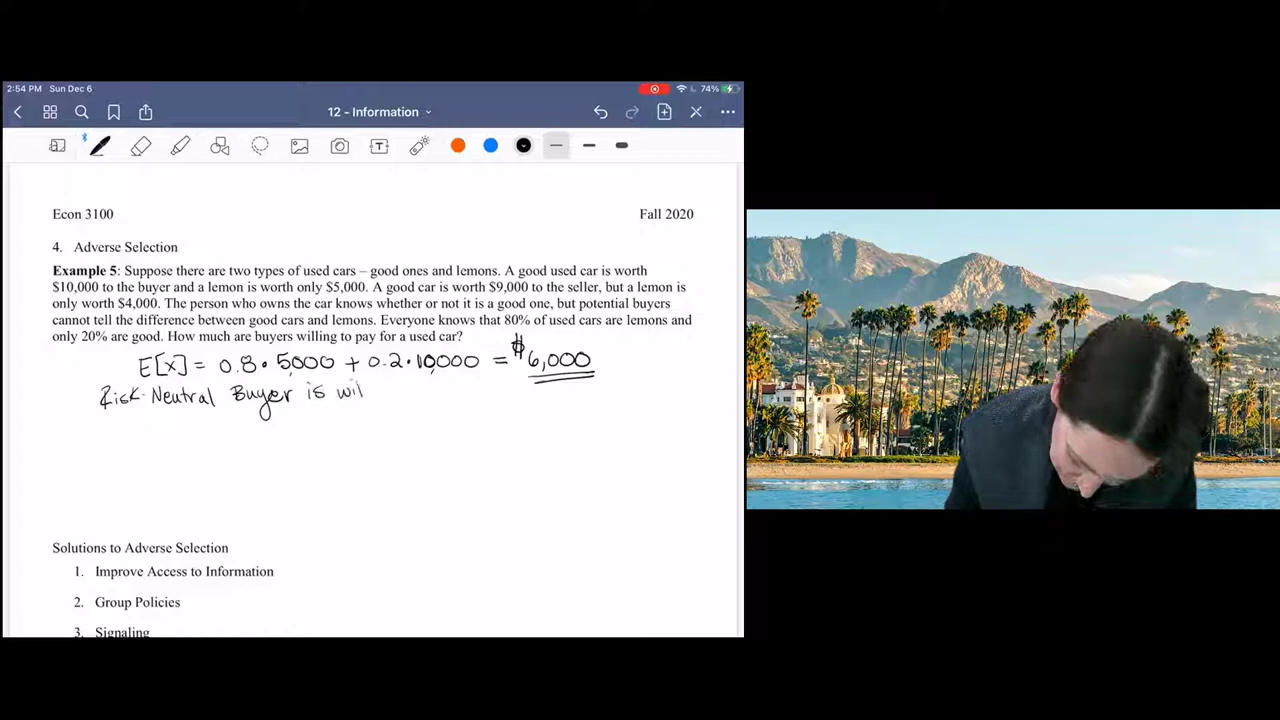 2:54 PM Sun Dec 6
74%
12 - Information
Econ 3100
Fall 2020
4. Adverse Selection
Example 5: Suppose there are two types of used cars – good ones and lemons. A good used car is worth
$10,000 to the buyer and a lemon is worth only $5,000. A good car is worth $9,000 to the seller, but a lemon is
only worth $4,000. The person who owns the car knows whether or not it is a good one, but potential buyers
cannot tell the difference between good cars and lemons. Everyone knows that 80% of used cars are lemons and
only 20% are good. How much are buyers willing to pay for a used car?
E[x] = 0.8 · 5,000 + 0.2 · 10,000 = $6,000
Risk-Neutral Buyer is wil
Solutions to Adverse Selection
1. Improve Access to Information
2. Group Policies
3. Signaling